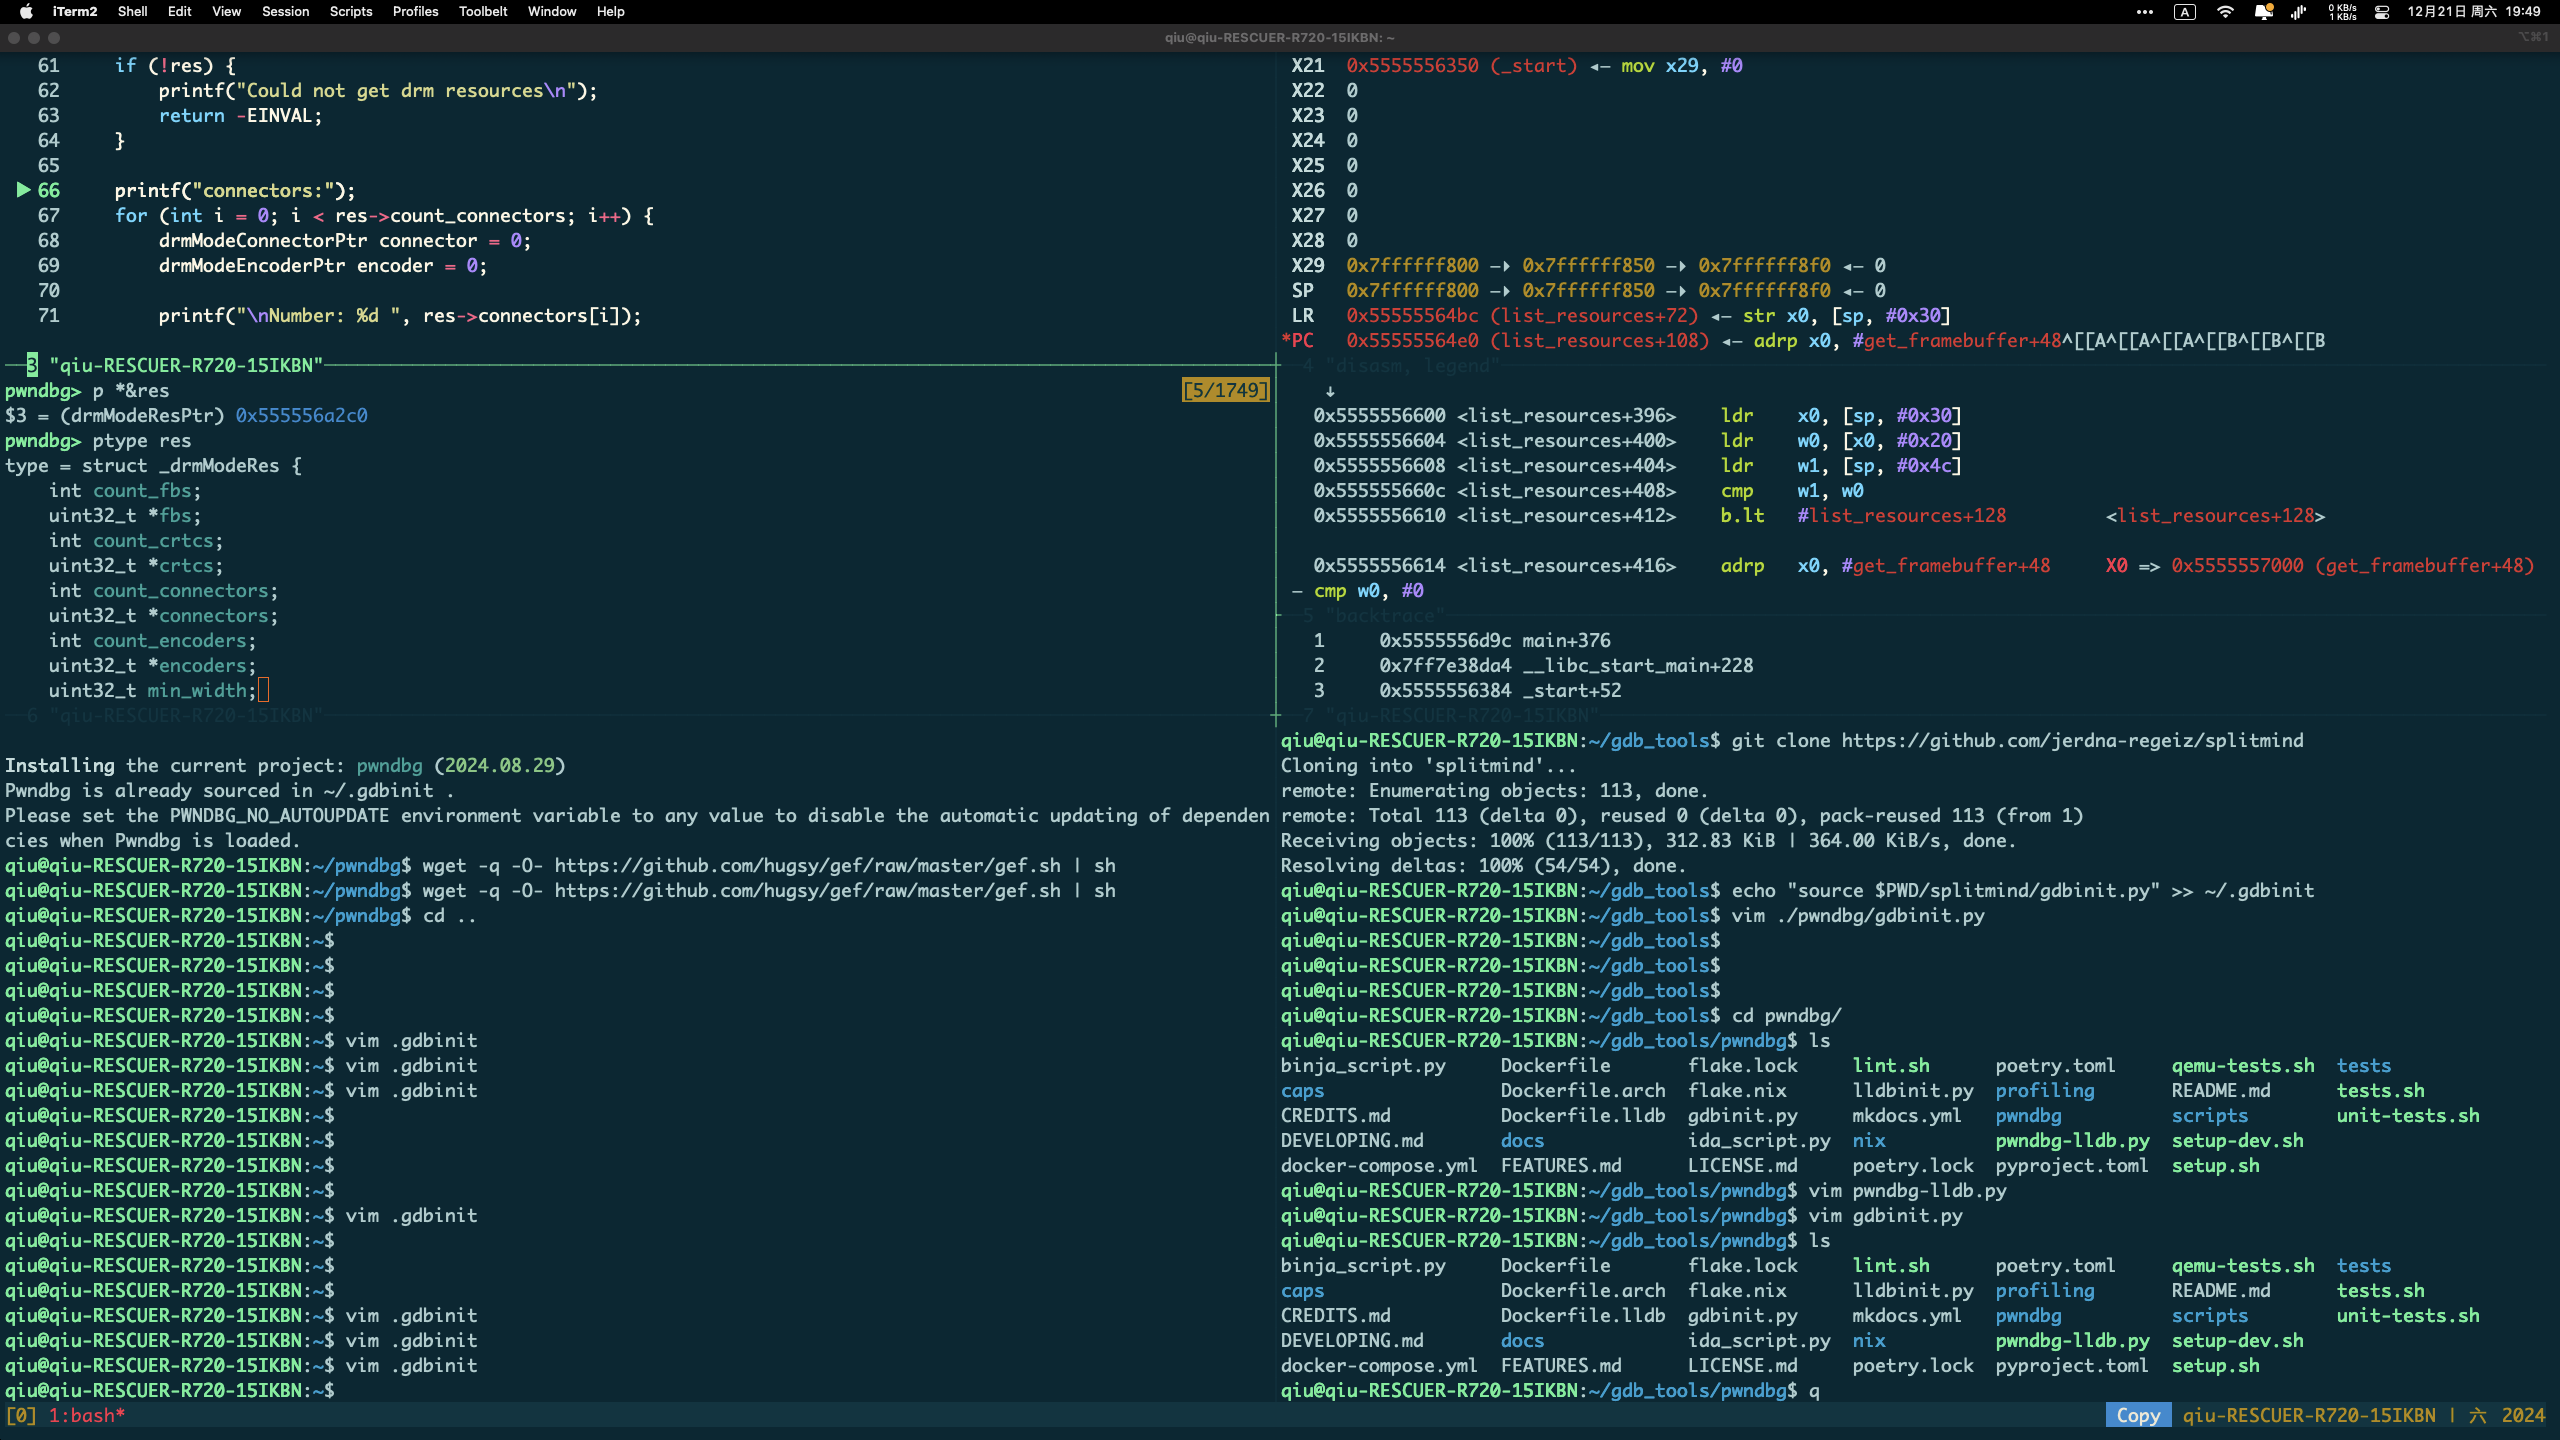 iTerm2 Shell Edit View Session Scripts Profiles Toolbelt Window Help
A 0 KB/s 1 KB/s 12月21日 周六 19:49
qiu@qiu-RESCUER-R720-15IKBN: ~
⌥⌘1
61 if (!res) {
62 printf("Could not get drm resources\n");
63 return -EINVAL;
64 }
65
66 printf("connectors:");
67 for (int i = 0; i < res->count_connectors; i++) {
68 drmModeConnectorPtr connector = 0;
69 drmModeEncoderPtr encoder = 0;
70
71 printf("\nNumber: %d ", res->connectors[i]);
3 "qiu-RESCUER-R720-15IKBN"
pwndbg> p *&res
[5/1749]
$3 = (drmModeResPtr) 0x555556a2c0
pwndbg> ptype res
type = struct _drmModeRes {
int count_fbs;
uint32_t *fbs;
int count_crtcs;
uint32_t *crtcs;
int count_connectors;
uint32_t *connectors;
int count_encoders;
uint32_t *encoders;
uint32_t min_width;
X21 0x5555556350 (_start) ◂— mov x29, #0
X22 0
X23 0
X24 0
X25 0
X26 0
X27 0
X28 0
X29 0x7ffffff800 —▸ 0x7ffffff850 —▸ 0x7ffffff8f0 ◂— 0
SP 0x7ffffff800 —▸ 0x7ffffff850 —▸ 0x7ffffff8f0 ◂— 0
LR 0x55555564bc (list_resources+72) ◂— str x0, [sp, #0x30]
*PC 0x55555564e0 (list_resources+108) ◂— adrp x0, #get_framebuffer+48^[[A^[[A^[[A^[[B^[[B^[[B
4 "disasm, legend"
↓
0x5555556600 <list_resources+396> ldr x0, [sp, #0x30]
0x5555556604 <list_resources+400> ldr w0, [x0, #0x20]
0x5555556608 <list_resources+404> ldr w1, [sp, #0x4c]
0x555555660c <list_resources+408> cmp w1, w0
0x5555556610 <list_resources+412> b.lt #list_resources+128 <list_resources+128>
0x5555556614 <list_resources+416> adrp x0, #get_framebuffer+48 X0 => 0x5555557000 (get_framebuffer+48)
— cmp w0, #0
5 "backtrace"
1 0x5555556d9c main+376
2 0x7ff7e38da4 __libc_start_main+228
3 0x5555556384 _start+52
6 "qiu-RESCUER-R720-15IKBN"
Installing the current project: pwndbg (2024.08.29)
Pwndbg is already sourced in ~/.gdbinit .
Please set the PWNDBG_NO_AUTOUPDATE environment variable to any value to disable the automatic updating of dependen
cies when Pwndbg is loaded.
qiu@qiu-RESCUER-R720-15IKBN:~/pwndbg$ wget -q -O- https://github.com/hugsy/gef/raw/master/gef.sh | sh
qiu@qiu-RESCUER-R720-15IKBN:~/pwndbg$ wget -q -O- https://github.com/hugsy/gef/raw/master/gef.sh | sh
qiu@qiu-RESCUER-R720-15IKBN:~/pwndbg$ cd ..
qiu@qiu-RESCUER-R720-15IKBN:~$
qiu@qiu-RESCUER-R720-15IKBN:~$
qiu@qiu-RESCUER-R720-15IKBN:~$
qiu@qiu-RESCUER-R720-15IKBN:~$
qiu@qiu-RESCUER-R720-15IKBN:~$ vim .gdbinit
qiu@qiu-RESCUER-R720-15IKBN:~$ vim .gdbinit
qiu@qiu-RESCUER-R720-15IKBN:~$ vim .gdbinit
qiu@qiu-RESCUER-R720-15IKBN:~$
qiu@qiu-RESCUER-R720-15IKBN:~$
qiu@qiu-RESCUER-R720-15IKBN:~$
qiu@qiu-RESCUER-R720-15IKBN:~$
qiu@qiu-RESCUER-R720-15IKBN:~$ vim .gdbinit
qiu@qiu-RESCUER-R720-15IKBN:~$
qiu@qiu-RESCUER-R720-15IKBN:~$
qiu@qiu-RESCUER-R720-15IKBN:~$
qiu@qiu-RESCUER-R720-15IKBN:~$ vim .gdbinit
qiu@qiu-RESCUER-R720-15IKBN:~$ vim .gdbinit
qiu@qiu-RESCUER-R720-15IKBN:~$ vim .gdbinit
qiu@qiu-RESCUER-R720-15IKBN:~$
7 "qiu-RESCUER-R720-15IKBN"
qiu@qiu-RESCUER-R720-15IKBN:~/gdb_tools$ git clone https://github.com/jerdna-regeiz/splitmind
Cloning into 'splitmind'...
remote: Enumerating objects: 113, done.
remote: Total 113 (delta 0), reused 0 (delta 0), pack-reused 113 (from 1)
Receiving objects: 100% (113/113), 312.83 KiB | 364.00 KiB/s, done.
Resolving deltas: 100% (54/54), done.
qiu@qiu-RESCUER-R720-15IKBN:~/gdb_tools$ echo "source $PWD/splitmind/gdbinit.py" >> ~/.gdbinit
qiu@qiu-RESCUER-R720-15IKBN:~/gdb_tools$ vim ./pwndbg/gdbinit.py
qiu@qiu-RESCUER-R720-15IKBN:~/gdb_tools$
qiu@qiu-RESCUER-R720-15IKBN:~/gdb_tools$
qiu@qiu-RESCUER-R720-15IKBN:~/gdb_tools$
qiu@qiu-RESCUER-R720-15IKBN:~/gdb_tools$ cd pwndbg/
qiu@qiu-RESCUER-R720-15IKBN:~/gdb_tools/pwndbg$ ls
binja_script.py Dockerfile flake.lock lint.sh poetry.toml qemu-tests.sh tests
caps Dockerfile.arch flake.nix lldbinit.py profiling README.md tests.sh
CREDITS.md Dockerfile.lldb gdbinit.py mkdocs.yml pwndbg scripts unit-tests.sh
DEVELOPING.md docs ida_script.py nix pwndbg-lldb.py setup-dev.sh
docker-compose.yml FEATURES.md LICENSE.md poetry.lock pyproject.toml setup.sh
qiu@qiu-RESCUER-R720-15IKBN:~/gdb_tools/pwndbg$ vim pwndbg-lldb.py
qiu@qiu-RESCUER-R720-15IKBN:~/gdb_tools/pwndbg$ vim gdbinit.py
qiu@qiu-RESCUER-R720-15IKBN:~/gdb_tools/pwndbg$ ls
binja_script.py Dockerfile flake.lock lint.sh poetry.toml qemu-tests.sh tests
caps Dockerfile.arch flake.nix lldbinit.py profiling README.md tests.sh
CREDITS.md Dockerfile.lldb gdbinit.py mkdocs.yml pwndbg scripts unit-tests.sh
DEVELOPING.md docs ida_script.py nix pwndbg-lldb.py setup-dev.sh
docker-compose.yml FEATURES.md LICENSE.md poetry.lock pyproject.toml setup.sh
qiu@qiu-RESCUER-R720-15IKBN:~/gdb_tools/pwndbg$ q
[0] 1:bash*
Copy qiu-RESCUER-R720-15IKBN | 六 2024